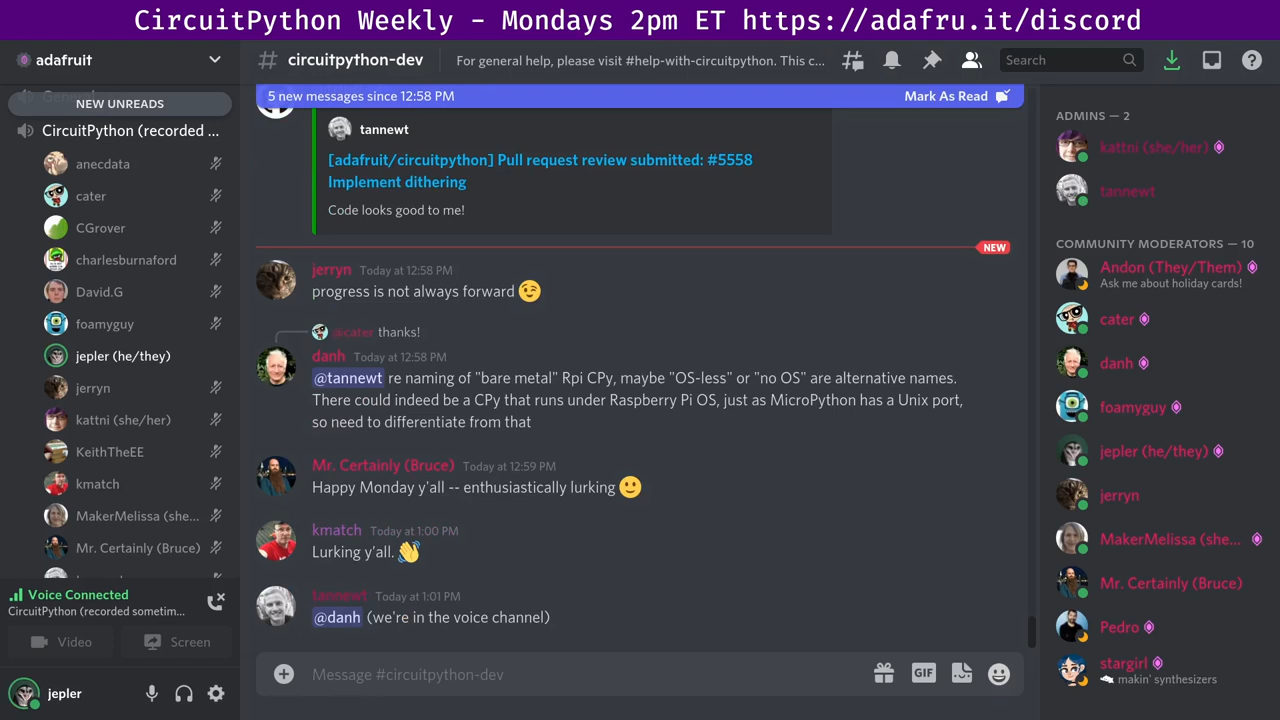 CircuitPython Weekly - Mondays 2pm ET https://adafru.it/discord
adafruit
General
NEW UNREADS
CircuitPython (recorded ...
anecdata
cater
CGrover
charlesburnaford
David.G
foamyguy
jepler (he/they)
jerryn
kattni (she/her)
KeithTheEE
kmatch
MakerMelissa (she...
Mr. Certainly (Bruce)
Voice Connected
CircuitPython (recorded sometim...
Video
Screen
jepler
# circuitpython-dev
For general help, please visit #help-with-circuitpython. This c...
Search
5 new messages since 12:58 PM
Mark As Read
tannewt
[adafruit/circuitpython] Pull request review submitted: #5558
Implement dithering
Code looks good to me!
NEW
jerryn Today at 12:58 PM
progress is not always forward 😉
@cater thanks!
danh Today at 12:58 PM
@tannewt re naming of "bare metal" Rpi CPy, maybe "OS-less" or "no OS" are alternative names.
There could indeed be a CPy that runs under Raspberry Pi OS, just as MicroPython has a Unix port,
so need to differentiate from that
Mr. Certainly (Bruce) Today at 12:59 PM
Happy Monday y'all -- enthusiastically lurking 🙂
kmatch Today at 1:00 PM
Lurking y'all. 👋
tannewt Today at 1:01 PM
@danh (we're in the voice channel)
Message #circuitpython-dev
GIF
ADMINS — 2
kattni (she/her)
tannewt
COMMUNITY MODERATORS — 10
Andon (They/Them)
Ask me about holiday cards!
cater
danh
foamyguy
jepler (he/they)
jerryn
MakerMelissa (she...
Mr. Certainly (Bruce)
Pedro
stargirl
makin' synthesizers